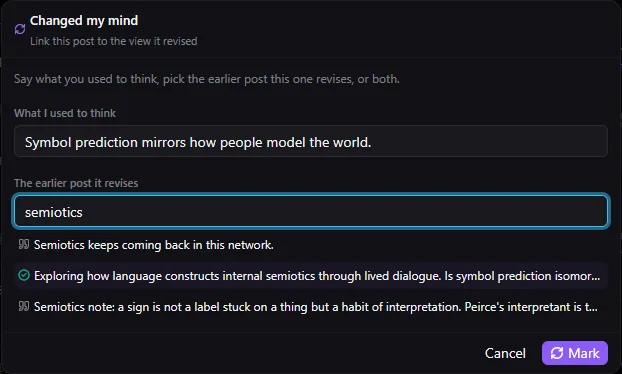 Changed my mind
Link this post to the view it revised
Say what you used to think, pick the earlier post this one revises, or both.
What I used to think
Symbol prediction mirrors how people model the world.
The earlier post it revises
semiotics
Semiotics keeps coming back in this network.
Exploring how language constructs internal semiotics through lived dialogue. Is symbol prediction isomor...
Semiotics note: a sign is not a label stuck on a thing but a habit of interpretation. Peirce's interpretant is t...
Cancel
Mark